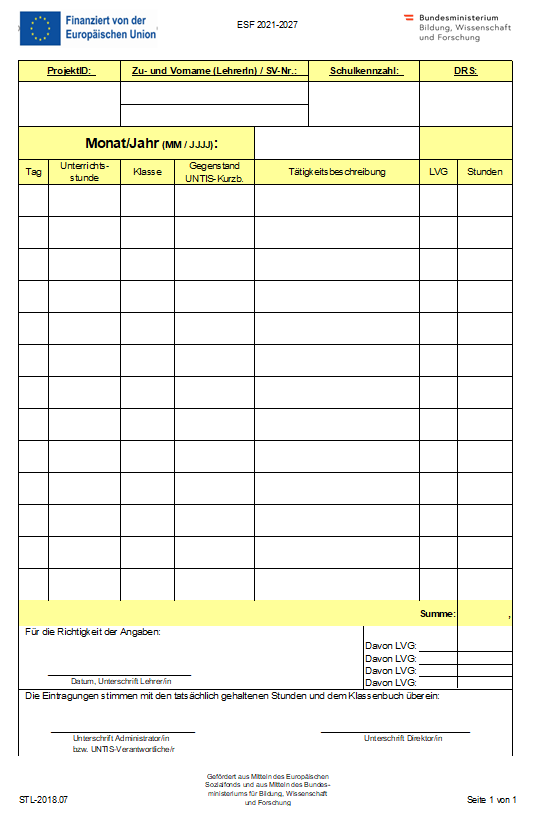 Finanziert von der
Europäischen Union
ESF 2021-2027
Bundesministerium
Bildung, Wissenschaft
und Forschung
ProjektID:
Zu- und Vorname (LehrerIn) / SV-Nr.:
Schulkennzahl:
DRS:
Monat/Jahr (MM / JJJJ):
Tag
Unterrichts-
stunde
Klasse
Gegenstand
UNTIS-Kurzb.
Tätigkeitsbeschreibung
LVG
Stunden
Summe: ,
Für die Richtigkeit der Angaben:
Davon LVG:
Davon LVG:
Davon LVG:
Davon LVG:
Datum, Unterschrift Lehrer/in
Die Eintragungen stimmen mit den tatsächlich gehaltenen Stunden und dem Klassenbuch überein:
Unterschrift Administrator/in
bzw. UNTIS-Verantwortliche/r
Unterschrift Direktor/in
Gefördert aus Mitteln des Europäischen
Sozialfonds und aus Mitteln des Bundes-
ministeriums für Bildung, Wissenschaft
und Forschung
STL-2018.07
Seite 1 von 1